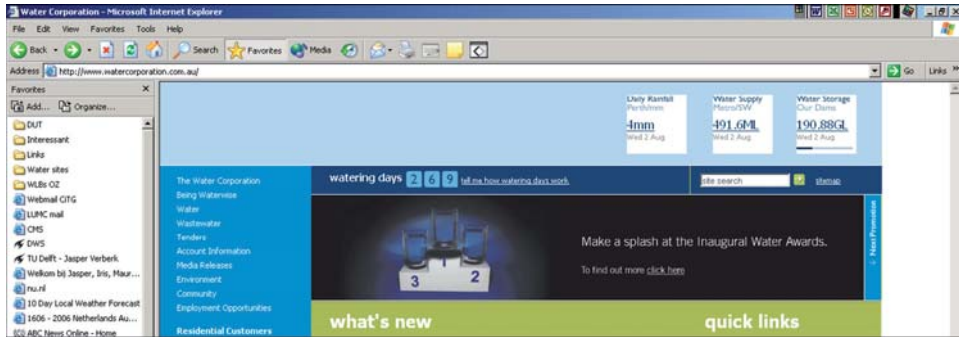 Water Corporation - Microsoft Internet Explorer
File Edit View Favorites Tools Help
Back Search Favorites Media
Address http://www.watercorporation.com.au/ Go Links »
Favorites ×
Add... Organize...
DUT
Interessant
Links
Water sites
WLBs OZ
Webmail CiTG
LUMC mail
CMS
DWS
TU Delft - Jasper Verberk
Welkom bij Jasper, Iris, Maur...
nu.nl
10 Day Local Weather Forecast
1606 - 2006 Netherlands Au...
ABC News Online - Home
Daily Rainfall
Perth/mm
4mm
Wed 2 Aug
Water Supply
Metro/SW
491.6ML
Wed 2 Aug
Water Storage
Our Dams
190.88GL
Wed 2 Aug
watering days 2 6 9 tell me how watering days work
site search sitemap
The Water Corporation
Being Waterwise
Water
Wastewater
Tenders
Account Information
Media Releases
Environment
Community
Employment Opportunities
Residential Customers
3 1 2
Make a splash at the Inaugural Water Awards.
To find out more click here
Next Promotion
what's new
quick links